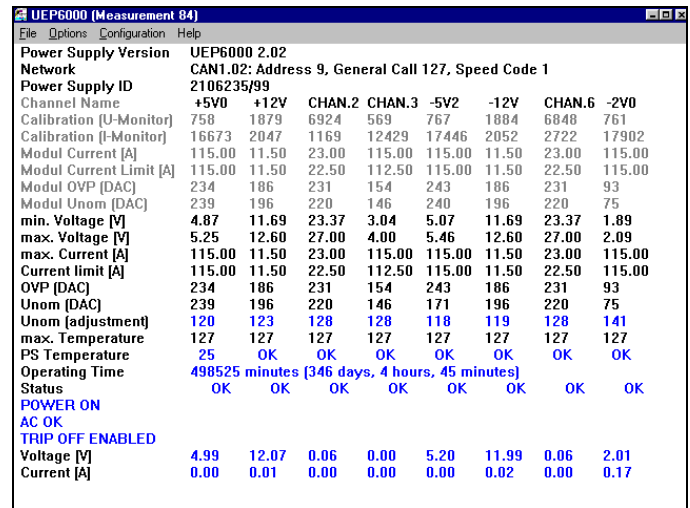 UEP6000 (Measurement 84)
File Options Configuration Help
Power Supply Version UEP6000 2.02
Network CAN1.02: Address 9, General Call 127, Speed Code 1
Power Supply ID 2106235/99
Channel Name +5V0 +12V CHAN.2 CHAN.3 -5V2 -12V CHAN.6 -2V0
Calibration (U-Monitor) 758 1879 6924 569 767 1884 6848 761
Calibration (I-Monitor) 16673 2047 1169 12429 17446 2052 2722 17902
Modul Current [A] 115.00 11.50 23.00 115.00 115.00 11.50 23.00 115.00
Modul Current Limit [A] 115.00 11.50 22.50 112.50 115.00 11.50 22.50 115.00
Modul OVP (DAC) 234 186 231 154 243 186 231 93
Modul Unom (DAC) 239 196 220 146 240 196 220 75
min. Voltage [V] 4.87 11.69 23.37 3.04 5.07 11.69 23.37 1.89
max. Voltage [V] 5.25 12.60 27.00 4.00 5.46 12.60 27.00 2.09
max. Current [A] 115.00 11.50 23.00 115.00 115.00 11.50 23.00 115.00
Current limit [A] 115.00 11.50 22.50 112.50 115.00 11.50 22.50 115.00
OVP (DAC) 234 186 231 154 243 186 231 93
Unom (DAC) 239 196 220 146 171 196 220 75
Unom (adjustment) 120 123 128 128 118 119 128 141
max. Temperature 127 127 127 127 127 127 127 127
PS Temperature 25 OK OK OK OK OK OK OK
Operating Time 498525 minutes (346 days, 4 hours, 45 minutes)
Status OK OK OK OK OK OK OK OK
POWER ON
AC OK
TRIP OFF ENABLED
Voltage [V] 4.99 12.07 0.06 0.00 5.20 11.99 0.06 2.01
Current [A] 0.00 0.01 0.00 0.00 0.00 0.02 0.00 0.17